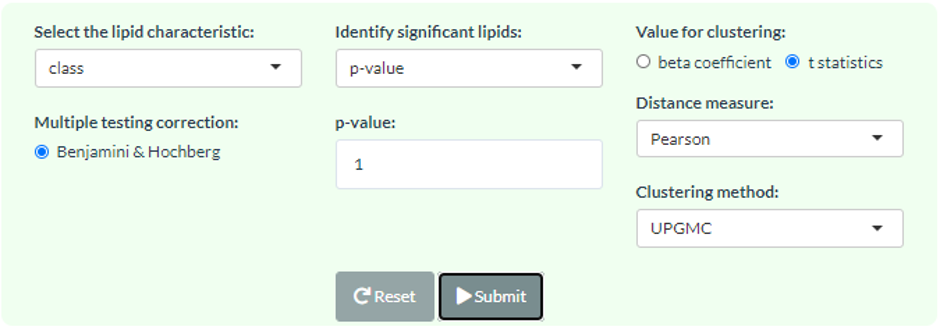 Select the lipid characteristic:
class
Multiple testing correction:
Benjamini & Hochberg
Identify significant lipids:
p-value
p-value:
1
Value for clustering:
beta coefficient t statistics
Distance measure:
Pearson
Clustering method:
UPGMC
Reset Submit